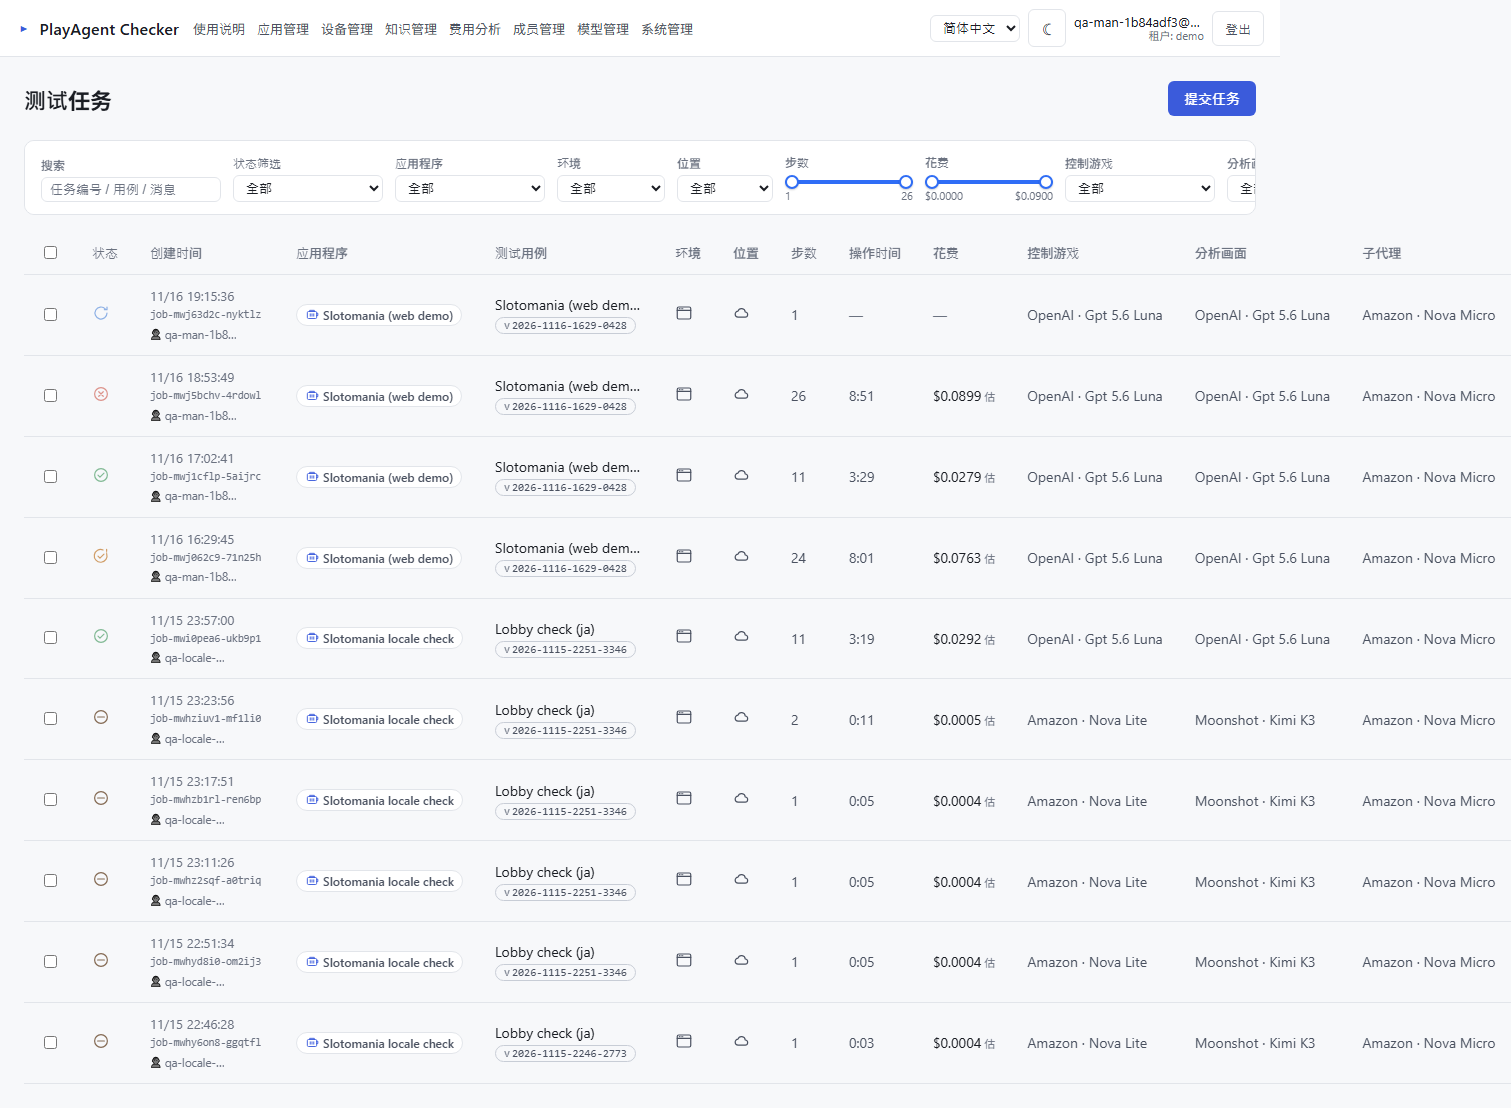 PlayAgent Checker 使用说明 应用管理 设备管理 知识管理 费用分析 成员管理 模型管理 系统管理 简体中文 qa-man-1b84adf3@... 登出
租户: demo
测试任务 提交任务
搜索 状态筛选 应用程序 环境 位置 步数 花费 控制游戏 分析画
任务编号 / 用例 / 消息 全部 全部 全部 全部 1 26 $0.0000 $0.0900 全部 全
状态 创建时间 应用程序 测试用例 环境 位置 步数 操作时间 花费 控制游戏 分析画面 子代理
11/16 19:15:36
job-mwj63d2c-nyktlz
qa-man-1b8...
Slotomania (web demo)
Slotomania (web dem...
v 2026-1116-1629-0428
1 — — OpenAI · Gpt 5.6 Luna OpenAI · Gpt 5.6 Luna Amazon · Nova Micro
11/16 18:53:49
job-mwj5bchv-4rdowl
qa-man-1b8...
Slotomania (web demo)
Slotomania (web dem...
v 2026-1116-1629-0428
26 8:51 $0.0899 估 OpenAI · Gpt 5.6 Luna OpenAI · Gpt 5.6 Luna Amazon · Nova Micro
11/16 17:02:41
job-mwj1cflp-5aijrc
qa-man-1b8...
Slotomania (web demo)
Slotomania (web dem...
v 2026-1116-1629-0428
11 3:29 $0.0279 估 OpenAI · Gpt 5.6 Luna OpenAI · Gpt 5.6 Luna Amazon · Nova Micro
11/16 16:29:45
job-mwj062c9-71n25h
qa-man-1b8...
Slotomania (web demo)
Slotomania (web dem...
v 2026-1116-1629-0428
24 8:01 $0.0763 估 OpenAI · Gpt 5.6 Luna OpenAI · Gpt 5.6 Luna Amazon · Nova Micro
11/15 23:57:00
job-mwi0pea6-ukb9p1
qa-locale-...
Slotomania locale check
Lobby check (ja)
v 2026-1115-2251-3346
11 3:19 $0.0292 估 OpenAI · Gpt 5.6 Luna OpenAI · Gpt 5.6 Luna Amazon · Nova Micro
11/15 23:23:56
job-mwhziuv1-mf1li0
qa-locale-...
Slotomania locale check
Lobby check (ja)
v 2026-1115-2251-3346
2 0:11 $0.0005 估 Amazon · Nova Lite Moonshot · Kimi K3 Amazon · Nova Micro
11/15 23:17:51
job-mwhzb1rl-ren6bp
qa-locale-...
Slotomania locale check
Lobby check (ja)
v 2026-1115-2251-3346
1 0:05 $0.0004 估 Amazon · Nova Lite Moonshot · Kimi K3 Amazon · Nova Micro
11/15 23:11:26
job-mwhz2sqf-a0triq
qa-locale-...
Slotomania locale check
Lobby check (ja)
v 2026-1115-2251-3346
1 0:05 $0.0004 估 Amazon · Nova Lite Moonshot · Kimi K3 Amazon · Nova Micro
11/15 22:51:34
job-mwhyd8i0-om2ij3
qa-locale-...
Slotomania locale check
Lobby check (ja)
v 2026-1115-2251-3346
1 0:05 $0.0004 估 Amazon · Nova Lite Moonshot · Kimi K3 Amazon · Nova Micro
11/15 22:46:28
job-mwhy6on8-ggqtfl
qa-locale-...
Slotomania locale check
Lobby check (ja)
v 2026-1115-2246-2773
1 0:03 $0.0004 估 Amazon · Nova Lite Moonshot · Kimi K3 Amazon · Nova Micro